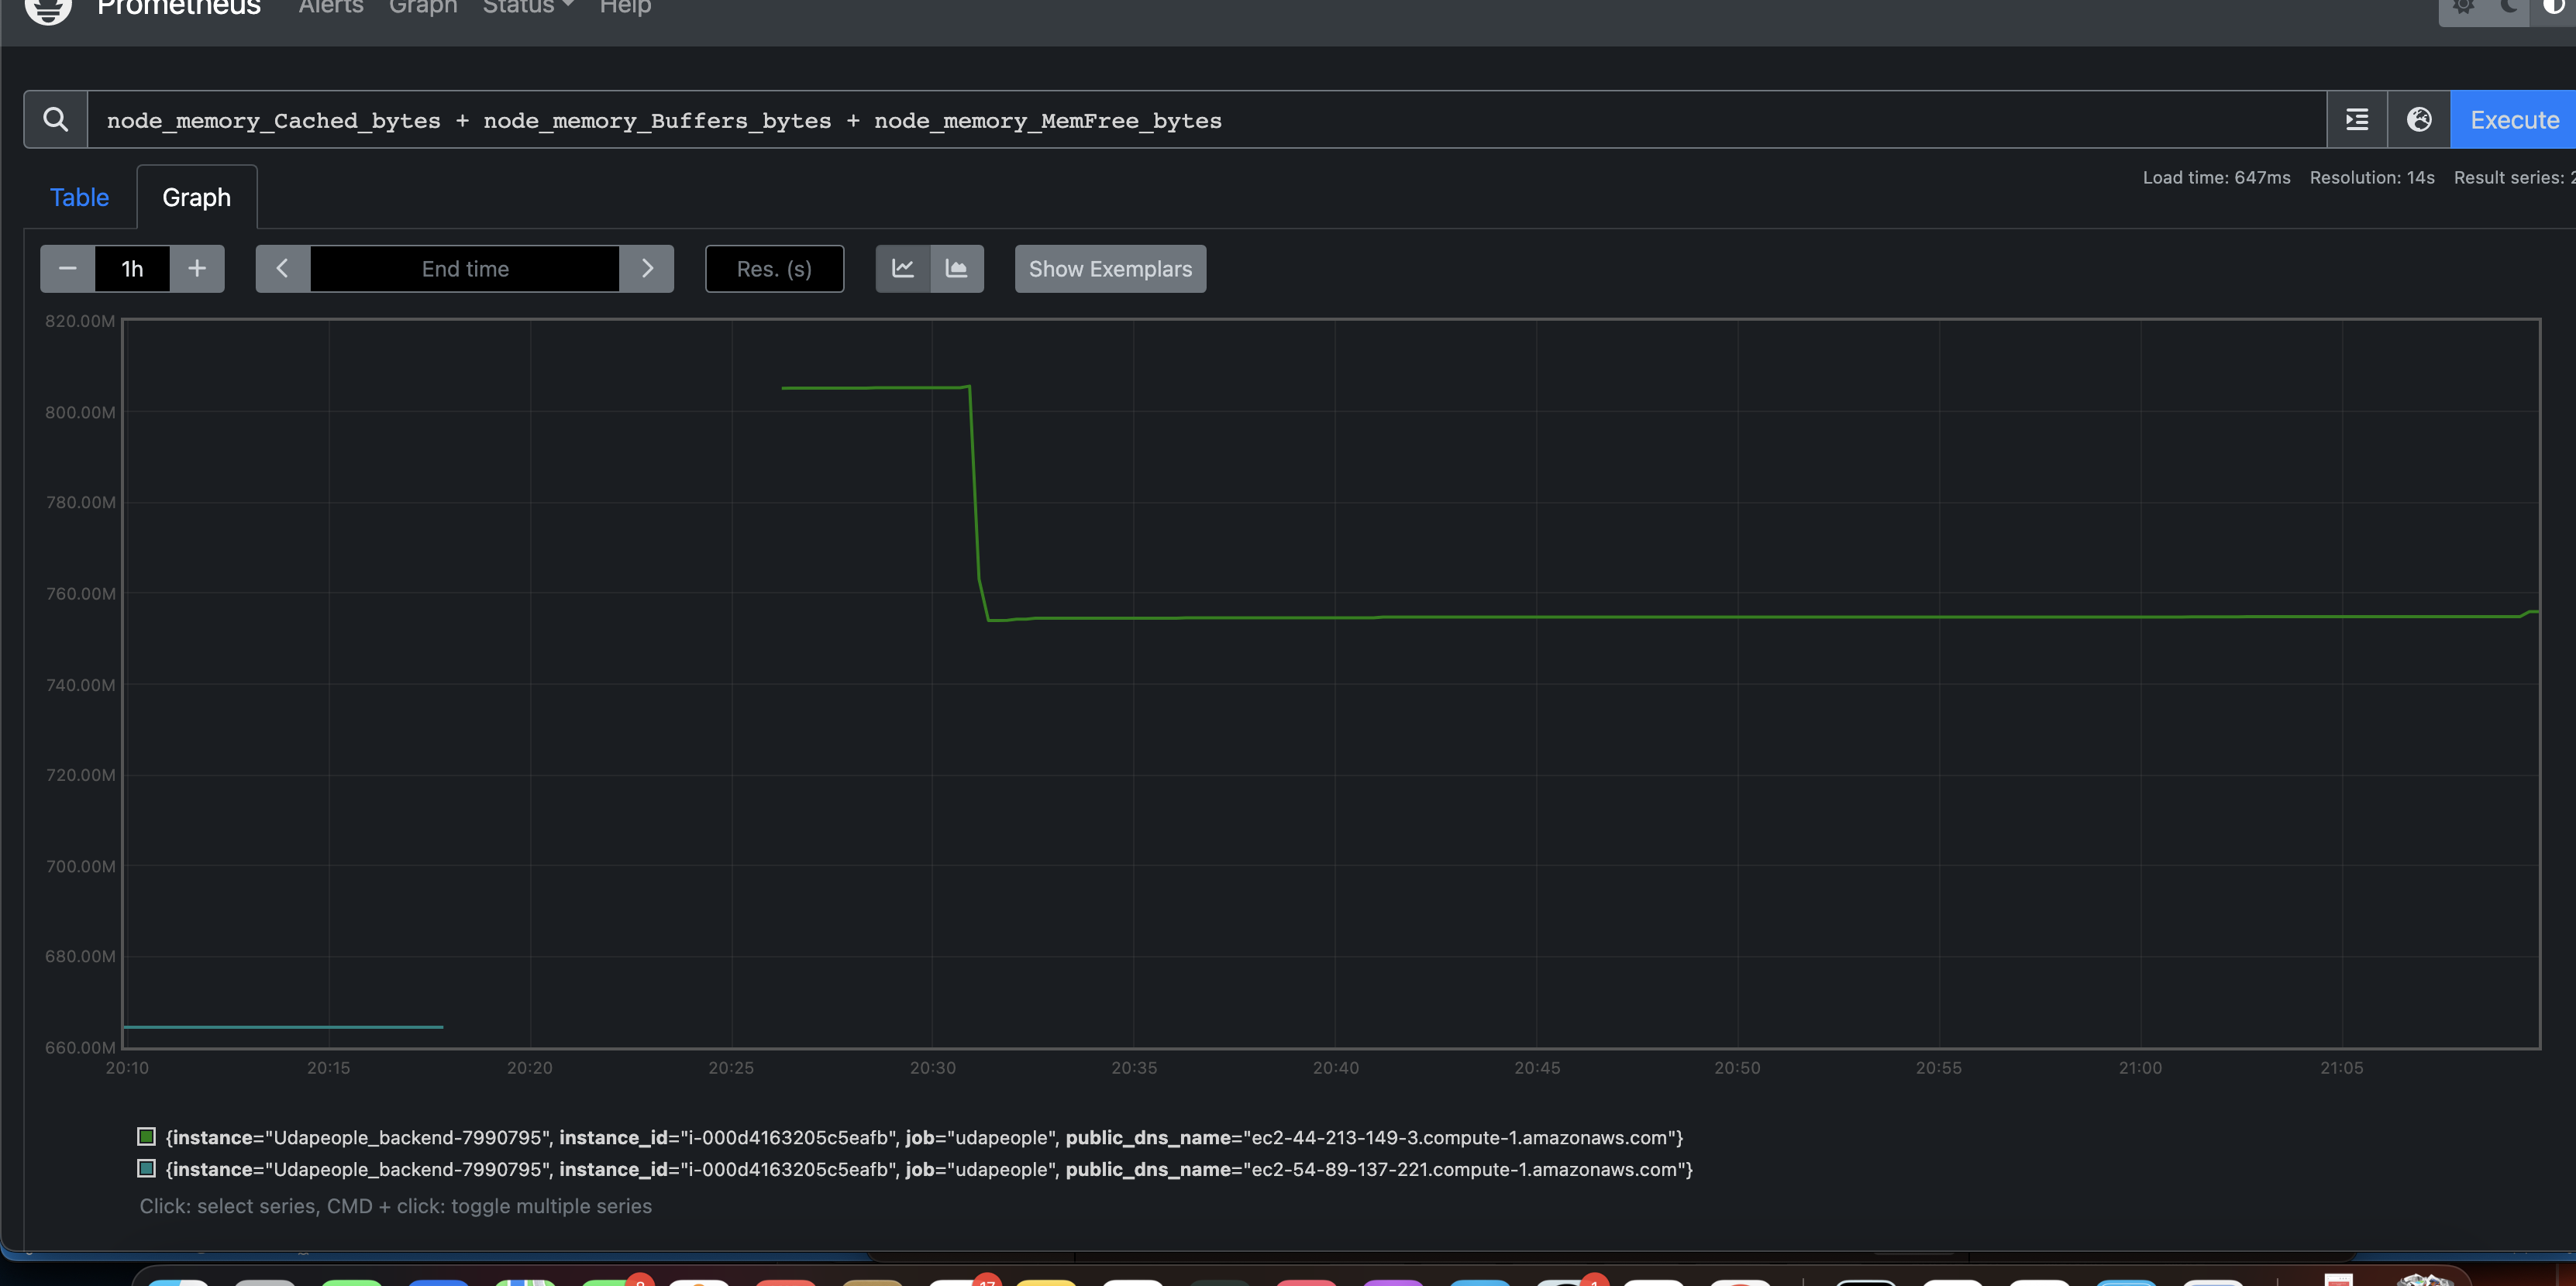 Prometheus Alerts Graph Status Help
node_memory_Cached_bytes + node_memory_Buffers_bytes + node_memory_MemFree_bytes
Execute
Table Graph
Load time: 647ms Resolution: 14s Result series: 2
1h End time Res. (s) Show Exemplars
820.00M
800.00M
780.00M
760.00M
740.00M
720.00M
700.00M
680.00M
660.00M
20:10 20:15 20:20 20:25 20:30 20:35 20:40 20:45 20:50 20:55 21:00 21:05
{instance="Udapeople_backend-7990795", instance_id="i-000d4163205c5eafb", job="udapeople", public_dns_name="ec2-44-213-149-3.compute-1.amazonaws.com"}
{instance="Udapeople_backend-7990795", instance_id="i-000d4163205c5eafb", job="udapeople", public_dns_name="ec2-54-89-137-221.compute-1.amazonaws.com"}
Click: select series, CMD + click: toggle multiple series
17
1